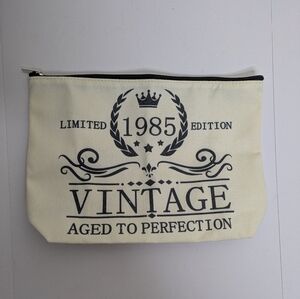 LIMITED 1985 EDITION
VINTAGE
AGED TO PERFECTION